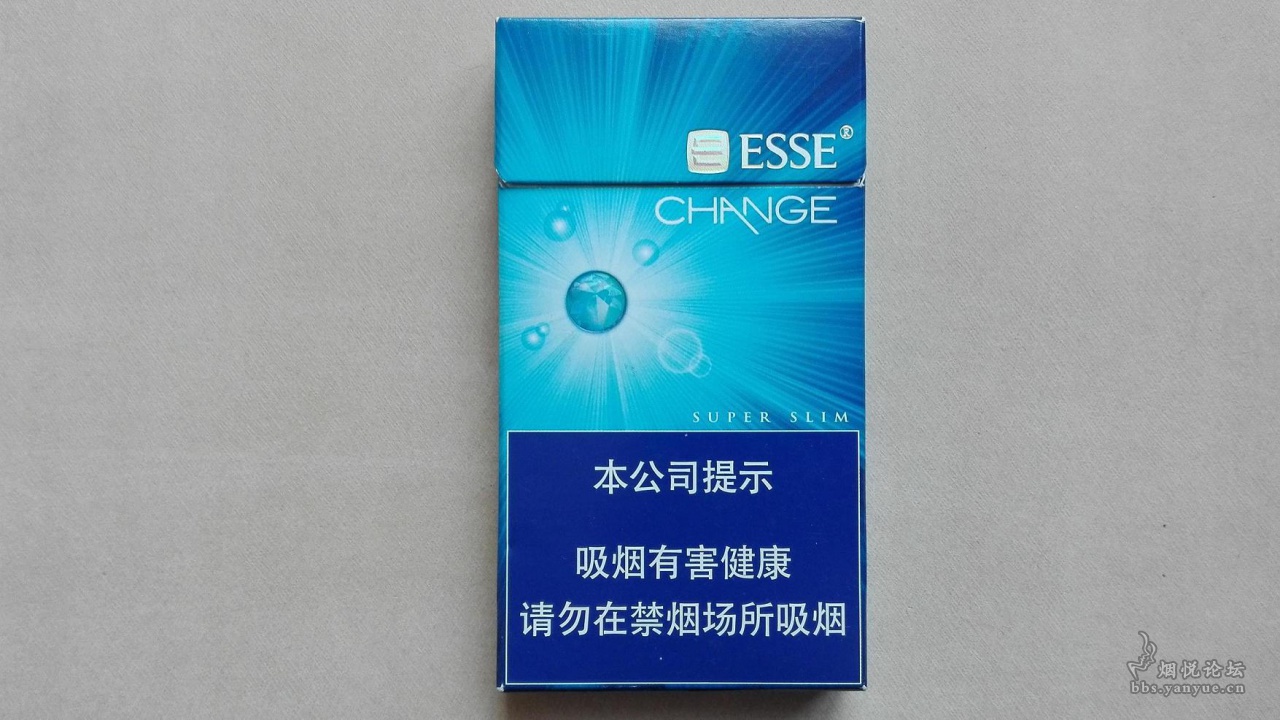 ESSE®
CHANGE
SUPER SLIM
本公司提示
吸烟有害健康
请勿在禁烟场所吸烟
烟悦论坛
bbs.yanyue.cn